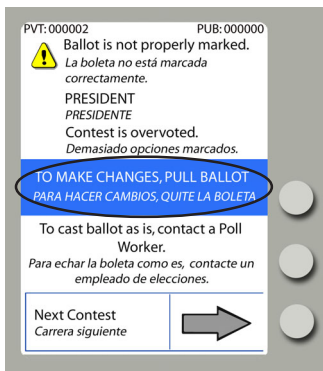 PVT: 000002 PUB: 000000
Ballot is not properly marked.
La boleta no está marcada
correctamente.
PRESIDENT
PRESIDENTE
Contest is overvoted.
Demasiado opciones marcados.
TO MAKE CHANGES, PULL BALLOT
PARA HACER CAMBIOS, QUITE LA BOLETA
To cast ballot as is, contact a Poll
Worker.
Para echar la boleta como es, contacte un
empleado de elecciones.
Next Contest
Carrera siguiente